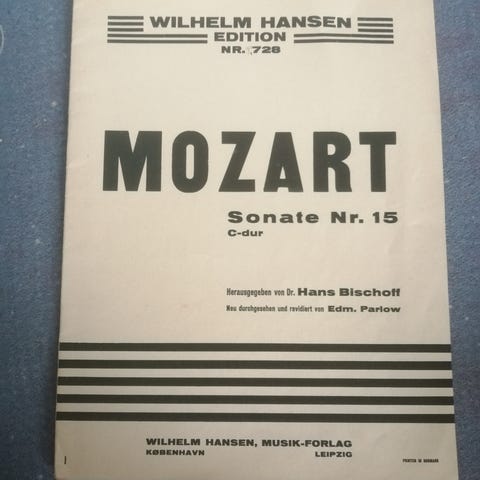 WILHELM HANSEN
EDITION
NR. 728
MOZART
Sonate Nr. 15
C-dur
Herausgegeben von Dr. Hans Bischoff
Neu durchgesehen und revidiert von Edm. Parlow
WILHELM HANSEN, MUSIK-FORLAG
KØBENHAVN LEIPZIG
PRINTED IN DENMARK